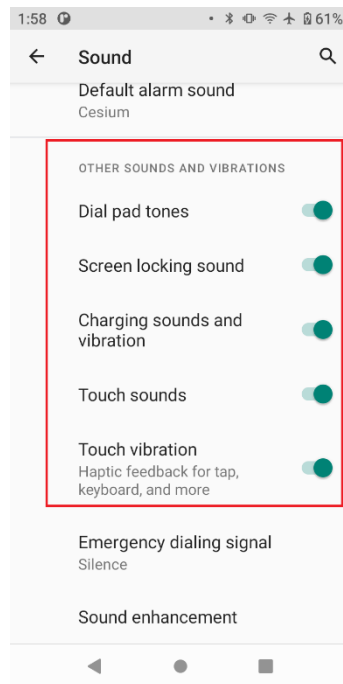 1:58 61%
Sound
Default alarm sound
Cesium
OTHER SOUNDS AND VIBRATIONS
Dial pad tones
Screen locking sound
Charging sounds and
vibration
Touch sounds
Touch vibration
Haptic feedback for tap,
keyboard, and more
Emergency dialing signal
Silence
Sound enhancement